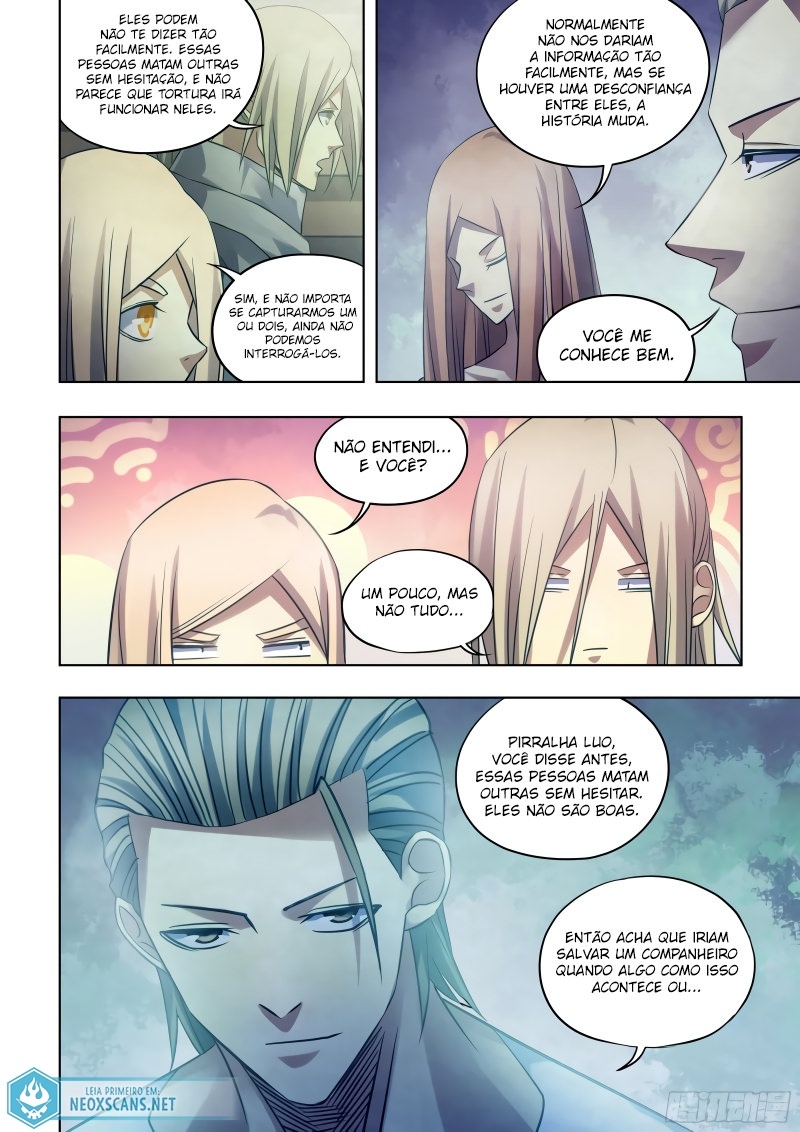 ELES PODEM
NÃO TE DIZER TÃO
FACILMENTE. ESSAS
PESSOAS MATAM OUTRAS
SEM HESITAÇÃO, E NÃO
PARECE QUE TORTURA IRÁ
FUNCIONAR NELES.
SIM, E NÃO IMPORTA
SE CAPTURARMOS UM
OU DOIS, AINDA NÃO
PODEMOS
INTERROGÁ-LOS.
NORMALMENTE
NÃO NOS DARIAM
A INFORMAÇÃO TÃO
FACILMENTE, MAS SE
HOUVER UMA DESCONFIANÇA
ENTRE ELES, A
HISTÓRIA MUDA.
VOCÊ ME
CONHECE BEM.
NÃO ENTENDI...
E VOCÊ?
UM POUCO, MAS
NÃO TUDO...
PIRRALHA LUO,
VOCÊ DISSE ANTES,
ESSAS PESSOAS MATAM
OUTRAS SEM HESITAR.
ELES NÃO SÃO BOAS.
ENTÃO ACHA QUE IRIAM
SALVAR UM COMPANHEIRO
QUANDO ALGO COMO ISSO
ACONTECE OU...
LEIA PRIMEIRO EM:
NEOXSCANS.NET